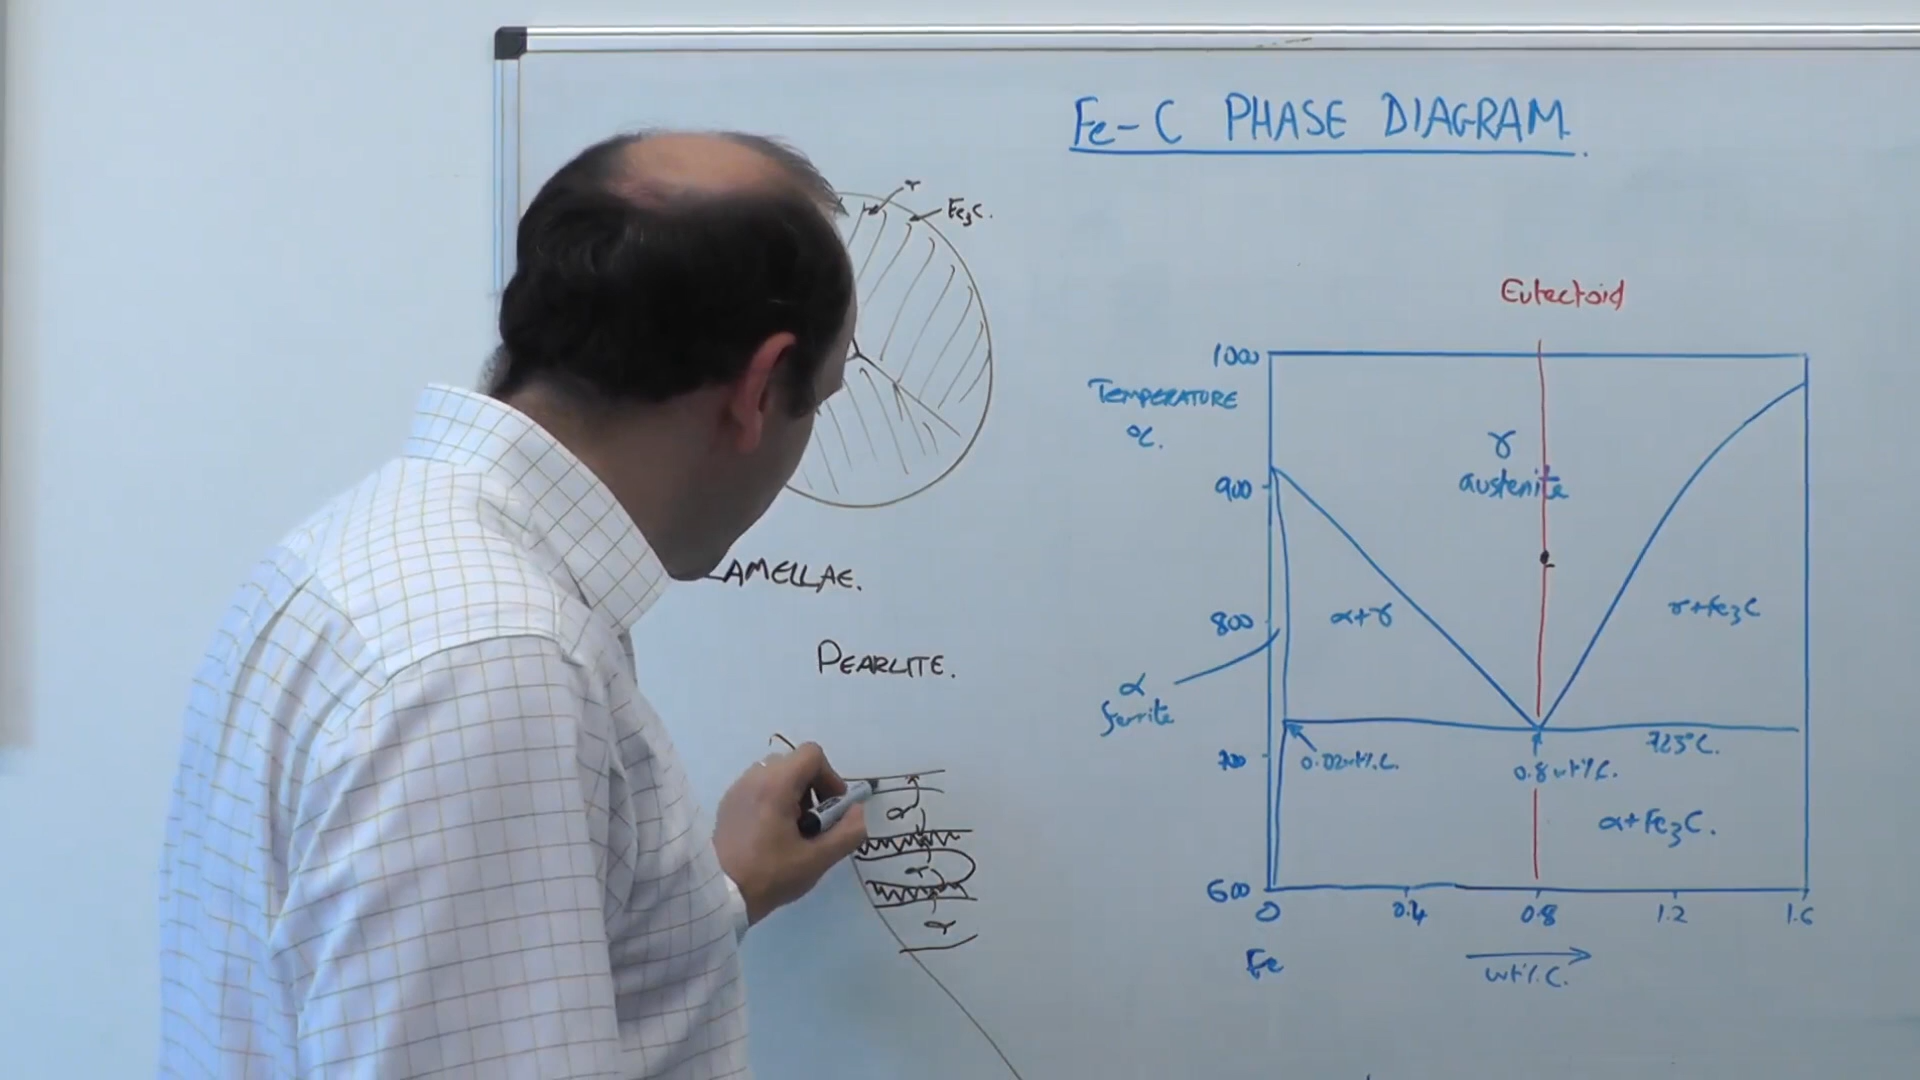 Fe-C PHASE DIAGRAM.
γ
Fe3C.
Eutectoid
1000
TEMPERATURE
°C.
γ
austenite
900
α+γ
γ+Fe3C
800
α
ferrite
LAMELLAE.
PEARLITE.
723°C.
700
0.02wt%C.
0.8wt%C.
α
α+Fe3C.
α
α
600
0
0.4
0.8
1.2
1.6
Fe
wt%C.